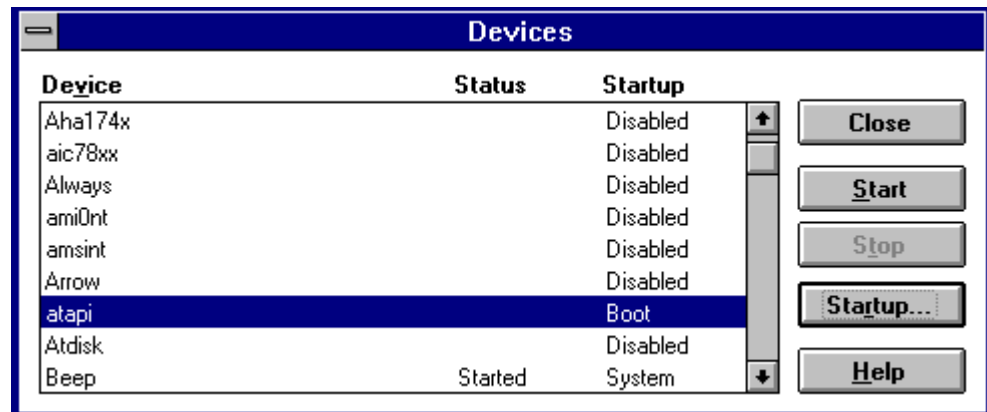 Devices
Device Status Startup
Aha174x Disabled
aic78xx Disabled
Always Disabled
ami0nt Disabled
amsint Disabled
Arrow Disabled
atapi Boot
Atdisk Disabled
Beep Started System
Close
Start
Stop
Startup...
Help